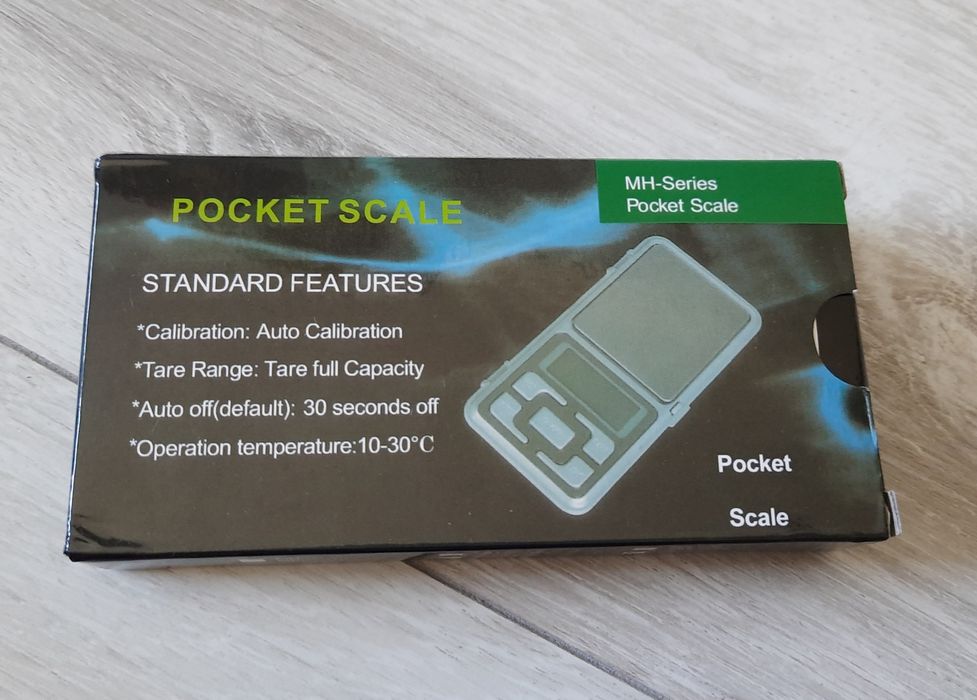 POCKET SCALE
MH-Series
Pocket Scale
STANDARD FEATURES
*Calibration: Auto Calibration
*Tare Range: Tare full Capacity
*Auto off(default): 30 seconds off
*Operation temperature:10-30℃
Pocket
Scale